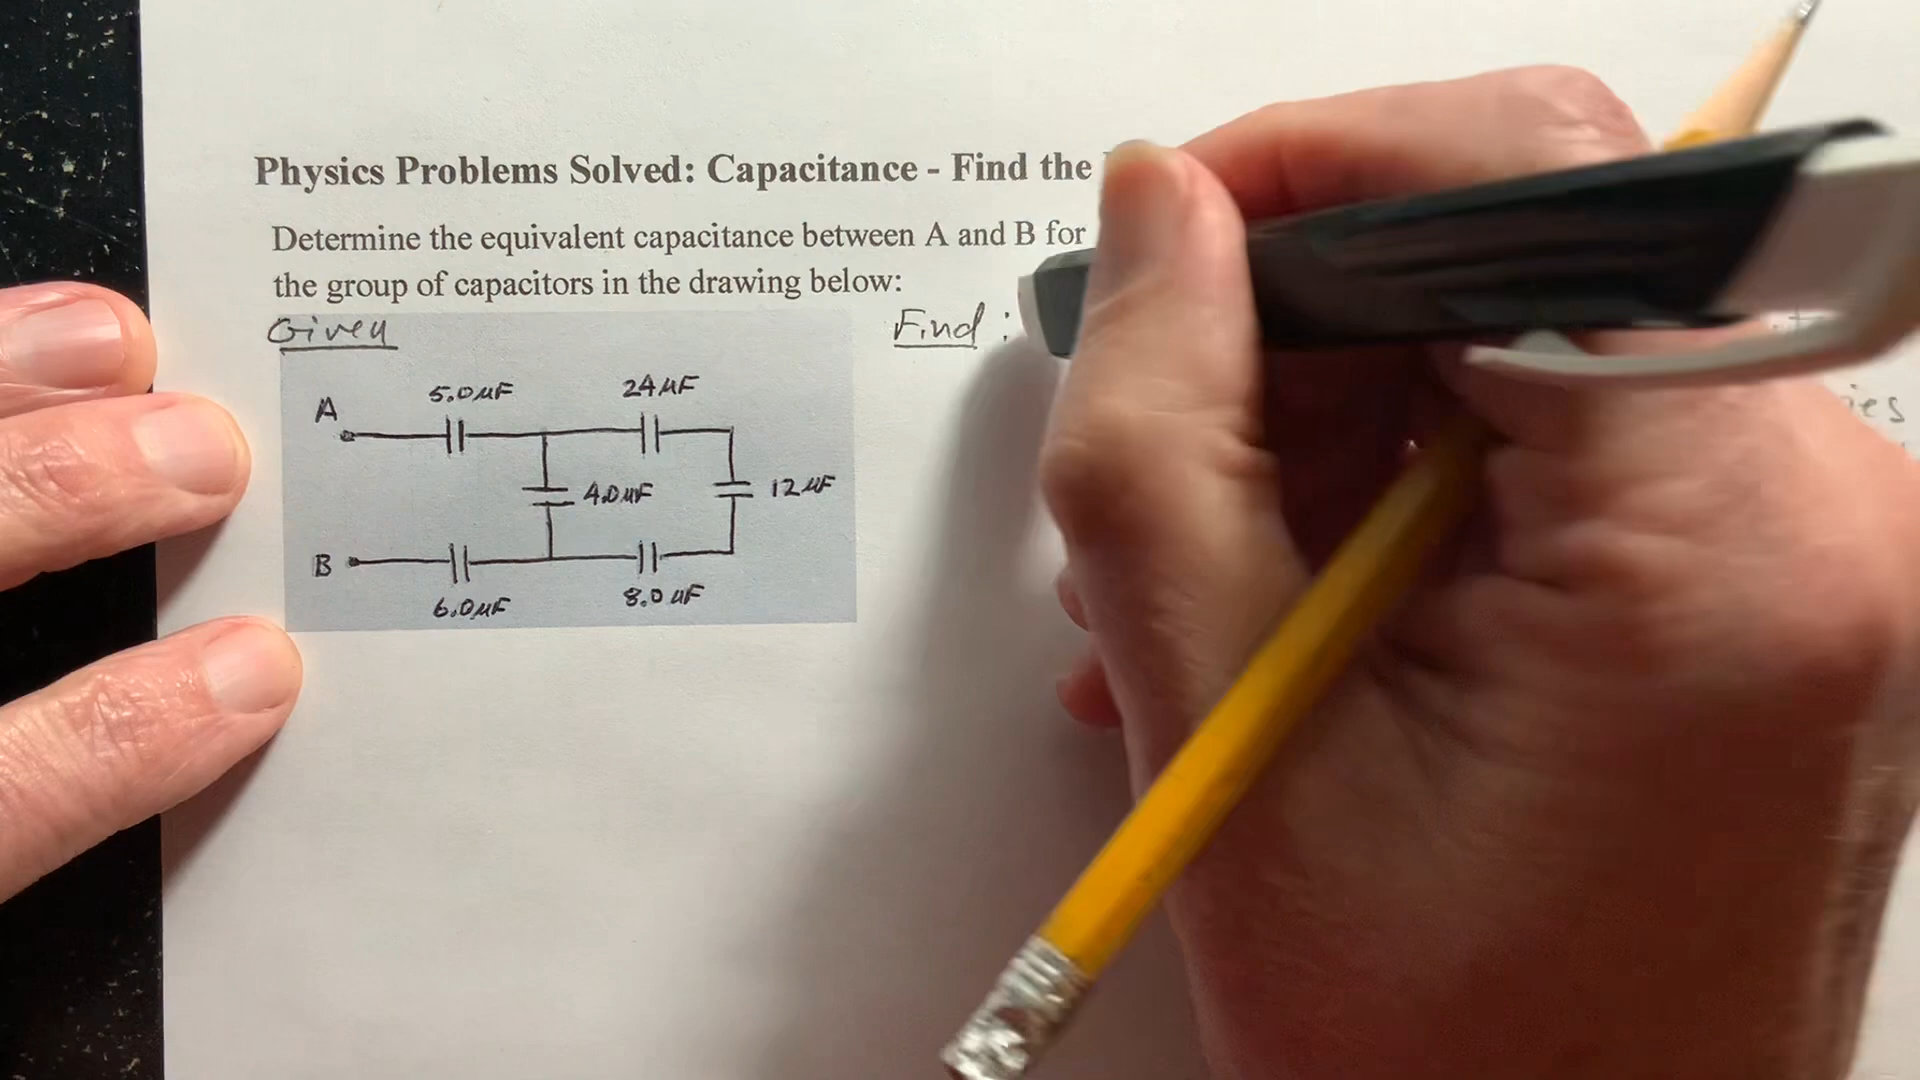 Physics Problems Solved: Capacitance - Find the
Determine the equivalent capacitance between A and B for
the group of capacitors in the drawing below:
Given
Find :
A
5.0μF
24μF
4.0μF
12μF
B
6.0μF
8.0μF